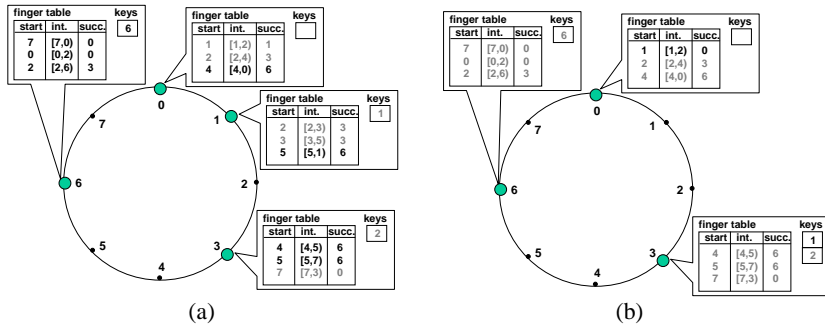 finger table keys
start int. succ. 6
7 [7,0) 0
0 [0,2) 0
2 [2,6) 3
finger table keys
start int. succ.
1 [1,2) 1
2 [2,4) 3
4 [4,0) 6
finger table keys
start int. succ. 1
2 [2,3) 3
3 [3,5) 3
5 [5,1) 6
finger table keys
start int. succ. 2
4 [4,5) 6
5 [5,7) 6
7 [7,3) 0
0
1
2
3
4
5
6
7
(a)
finger table keys
start int. succ. 6
7 [7,0) 0
0 [0,2) 0
2 [2,6) 3
finger table keys
start int. succ.
1 [1,2) 0
2 [2,4) 3
4 [4,0) 6
finger table keys
start int. succ. 1
4 [4,5) 6 2
5 [5,7) 6
7 [7,3) 0
0
1
2
3
4
5
6
7
(b)